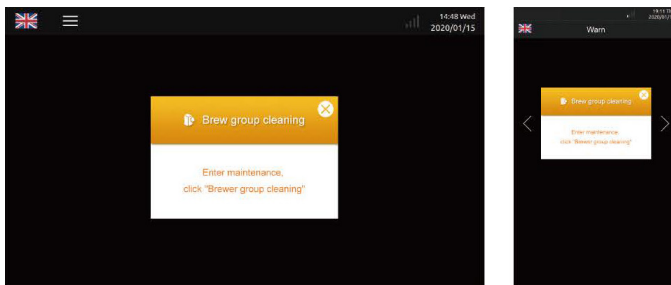 14:48 Wed
2020/01/15
Brew group cleaning
Enter maintenance,
click "Brewer group cleaning"
Warn
Brew group cleaning
Enter maintenance,
click "Brewer group cleaning"